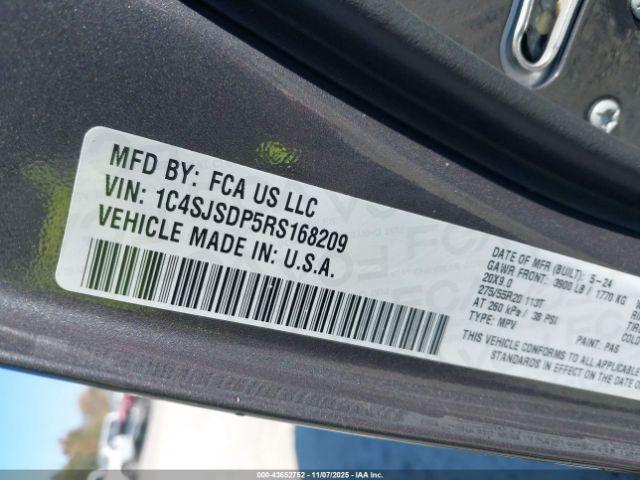 MFD BY: FCA US LLC
VIN: 1C4SJSDP5RS168209
VEHICLE MADE IN: U.S.A.
DATE OF MFR (BUILT): 5-24
GAWR FRONT: 3900 LB / 1770 KG
20X9.0
275/55R20 113T
AT 260 kPa / 38 PSI
TYPE: MPV
PAINT: PAS
THIS VEHICLE CONFORMS TO ALL APPLICABLE
STANDARDS IN EFFECT ON THE DATE OF
000-43652752 - 11/07/2025 - IAA, Inc.